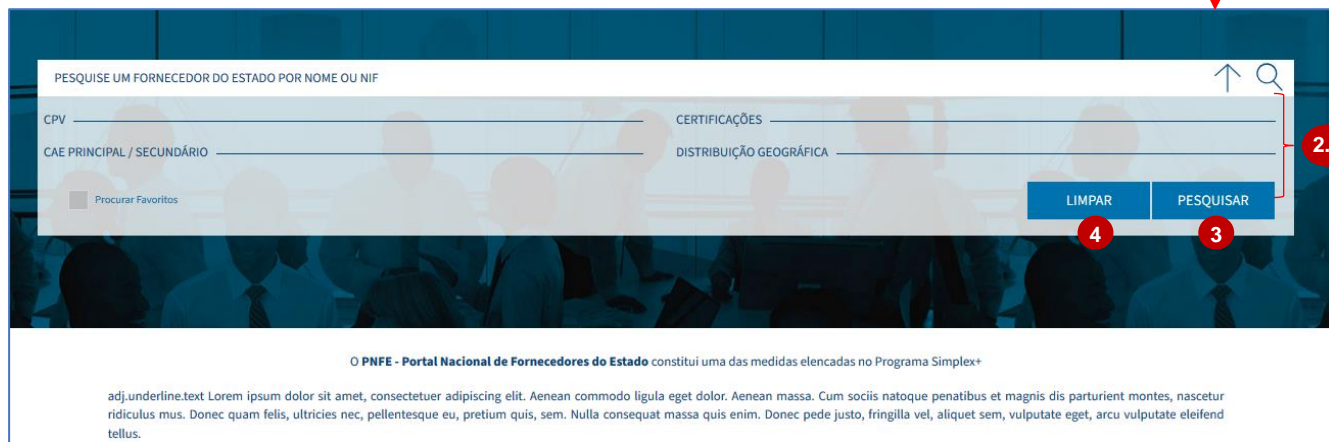 PESQUISE UM FORNECEDOR DO ESTADO POR NOME OU NIF
CPV
CERTIFICAÇÕES
CAE PRINCIPAL / SECUNDÁRIO
DISTRIBUIÇÃO GEOGRÁFICA
2.
Procurar Favoritos
LIMPAR
PESQUISAR
4
3
O PNFE - Portal Nacional de Fornecedores do Estado constitui uma das medidas elencadas no Programa Simplex+
adj.underline.text Lorem ipsum dolor sit amet, consectetuer adipiscing elit. Aenean commodo ligula eget dolor. Aenean massa. Cum sociis natoque penatibus et magnis dis parturient montes, nascetur
ridiculus mus. Donec quam felis, ultricies nec, pellentesque eu, pretium quis, sem. Nulla consequat massa quis enim. Donec pede justo, fringilla vel, aliquet sem, vulputate eget, arcu vulputate eleifend
tellus.